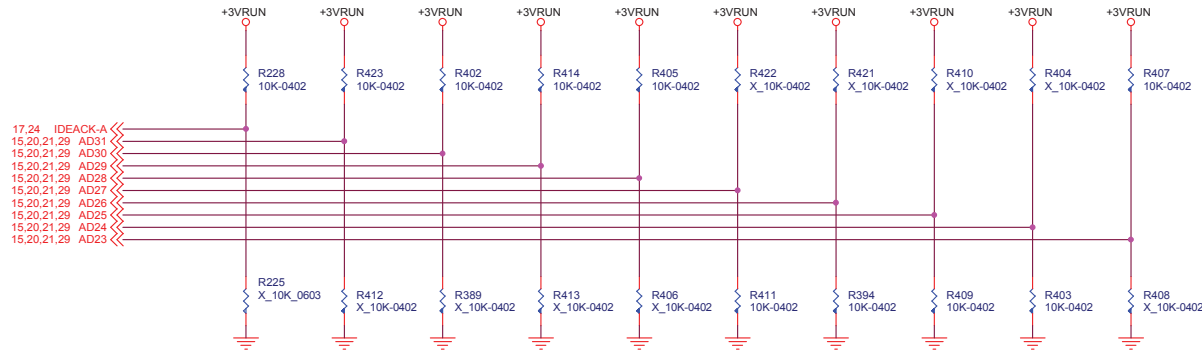 +3VRUN +3VRUN +3VRUN +3VRUN +3VRUN +3VRUN +3VRUN +3VRUN +3VRUN +3VRUN
R228 R423 R402 R414 R405 R422 R421 R410 R404 R407
10K-0402 10K-0402 10K-0402 10K-0402 10K-0402 X_10K-0402 X_10K-0402 X_10K-0402 X_10K-0402 10K-0402
17,24 IDEACK-A
15,20,21,29 AD31
15,20,21,29 AD30
15,20,21,29 AD29
15,20,21,29 AD28
15,20,21,29 AD27
15,20,21,29 AD26
15,20,21,29 AD25
15,20,21,29 AD24
15,20,21,29 AD23
R225 R412 R389 R413 R406 R411 R394 R409 R403 R408
X_10K_0603 X_10K-0402 X_10K-0402 X_10K-0402 X_10K-0402 10K-0402 10K-0402 10K-0402 10K-0402 X_10K-0402